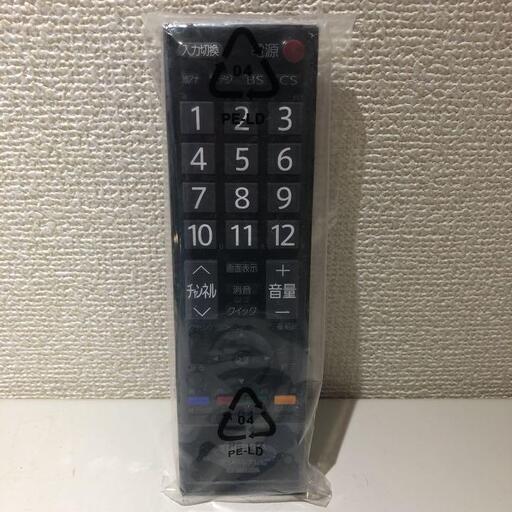 入力切換 電源
BS CS
04
PE-LD
1 2 3
4 5 6
7 8 9
10 11 12
画面表示
チャンネル 消音 + 音量 -
クイック
04
PE-LD